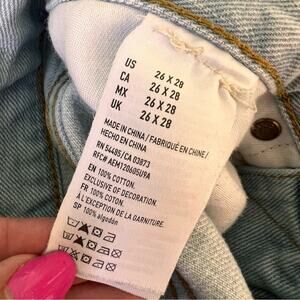 US 26 X 28
CA 26 X 28
MX 26 X 28
UK 26 X 28
MADE IN CHINA / FABRIQUÉ EN CHINE /
HECHO EN CHINA
RN 54485/CA 03873
RFC# AEM120605U9A
EN 100% COTTON.
EXCLUSIVE OF DECORATION.
FR 100% COTON.
À L'EXCEPTION DE LA GARNITURE.
SP 100% algodón